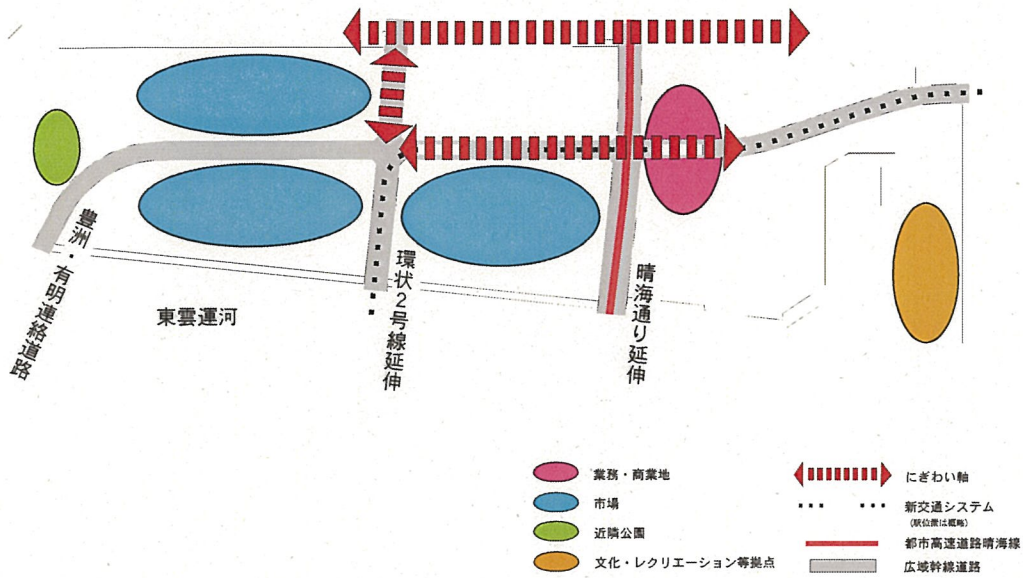 豊洲・有明連絡道路
東雲運河
環状2号線延伸
晴海通り延伸
業務・商業地
市場
近隣公園
文化・レクリエーション等拠点
にぎわい軸
新交通システム
(駅位置は概略)
都市高速道路晴海線
広域幹線道路